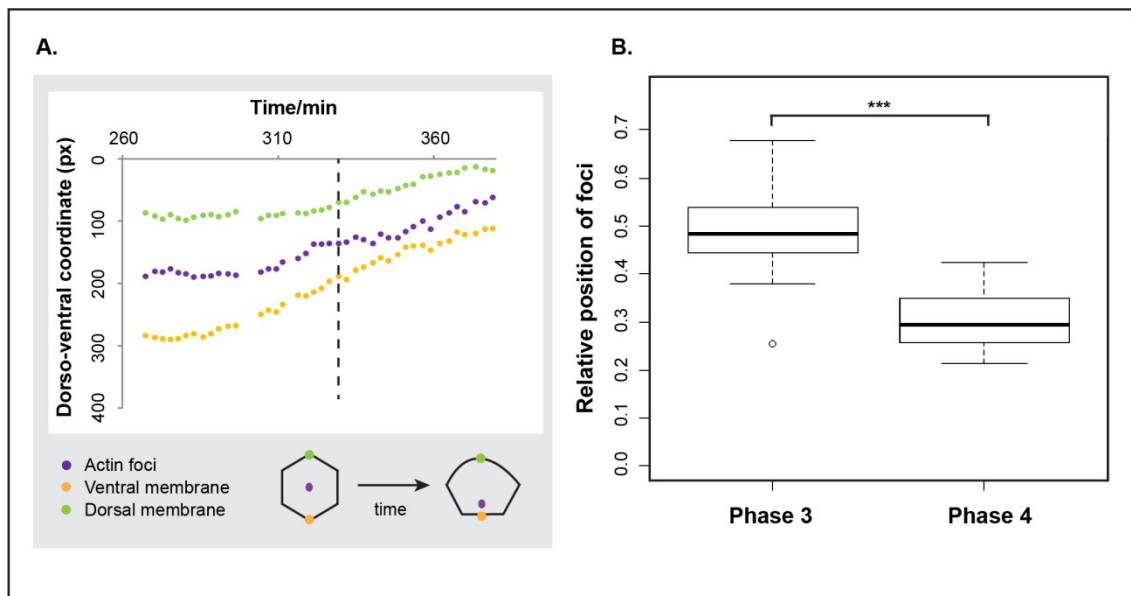 A.
Time/min
260 310 360
Dorso-ventral coordinate (px)
0
100
200
300
400
Actin foci
Ventral membrane
Dorsal membrane
time
B.
***
Relative position of foci
0.7
0.6
0.5
0.4
0.3
0.2
0.1
0.0
Phase 3 Phase 4